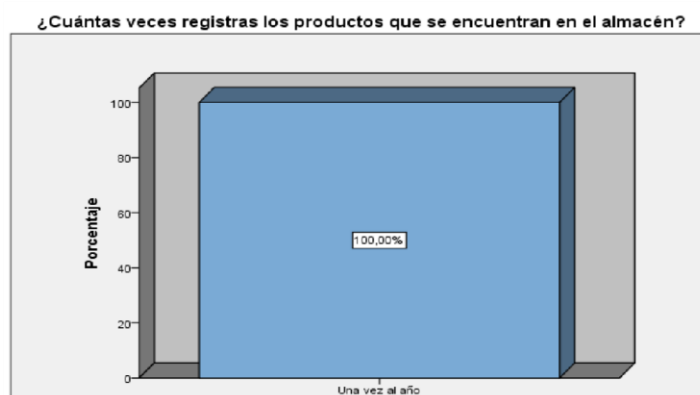 ¿Cuántas veces registras los productos que se encuentran en el almacén?
100
80
60
40
20
0
Porcentaje
100,00%
Una vez al año